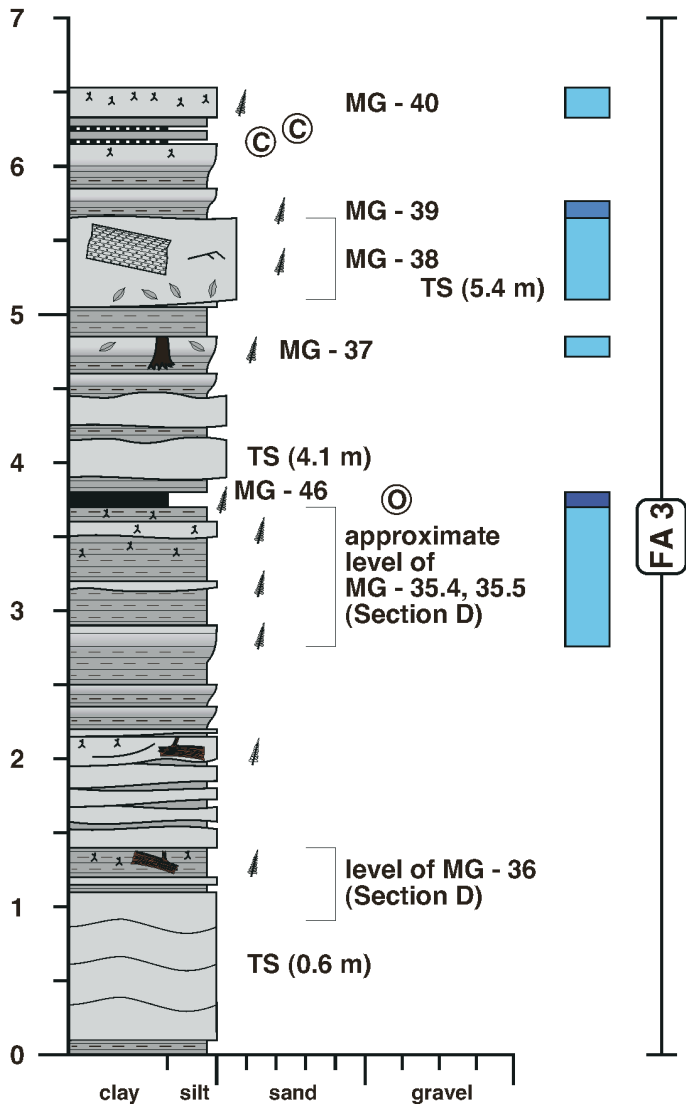 7
MG - 40
C C
6
MG - 39
MG - 38
TS (5.4 m)
5
MG - 37
TS (4.1 m)
4
MG - 46
O
approximate
level of
MG - 35.4, 35.5
(Section D)
FA 3
3
2
level of MG - 36
(Section D)
1
TS (0.6 m)
0
clay silt sand gravel